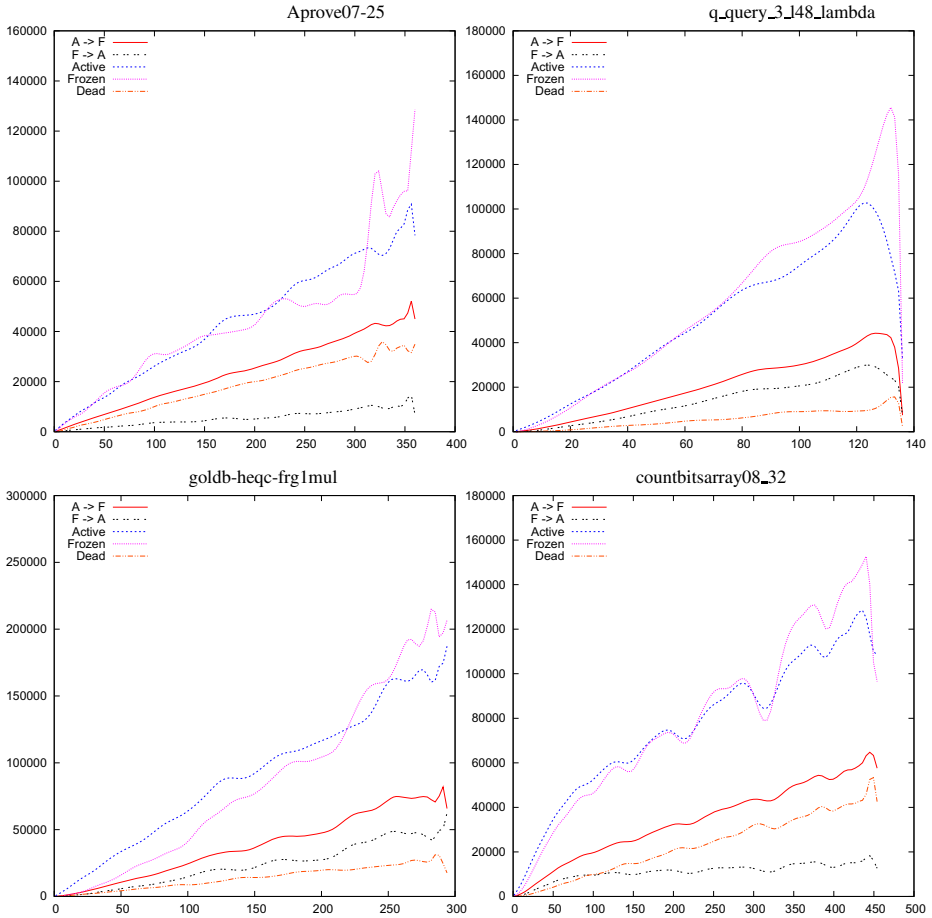 Aprove07-25
160000
140000
120000
100000
80000
60000
40000
20000
0
A -> F
F -> A
Active
Frozen
Dead
0 50 100 150 200 250 300 350 400
q_query_3_l48_lambda
180000
160000
140000
120000
100000
80000
60000
40000
20000
0
A -> F
F -> A
Active
Frozen
Dead
0 20 40 60 80 100 120 140
goldb-heqc-frg1mul
300000
250000
200000
150000
100000
50000
0
A -> F
F -> A
Active
Frozen
Dead
0 50 100 150 200 250 300
countbitsarray08_32
180000
160000
140000
120000
100000
80000
60000
40000
20000
0
A -> F
F -> A
Active
Frozen
Dead
0 50 100 150 200 250 300 350 400 450 500